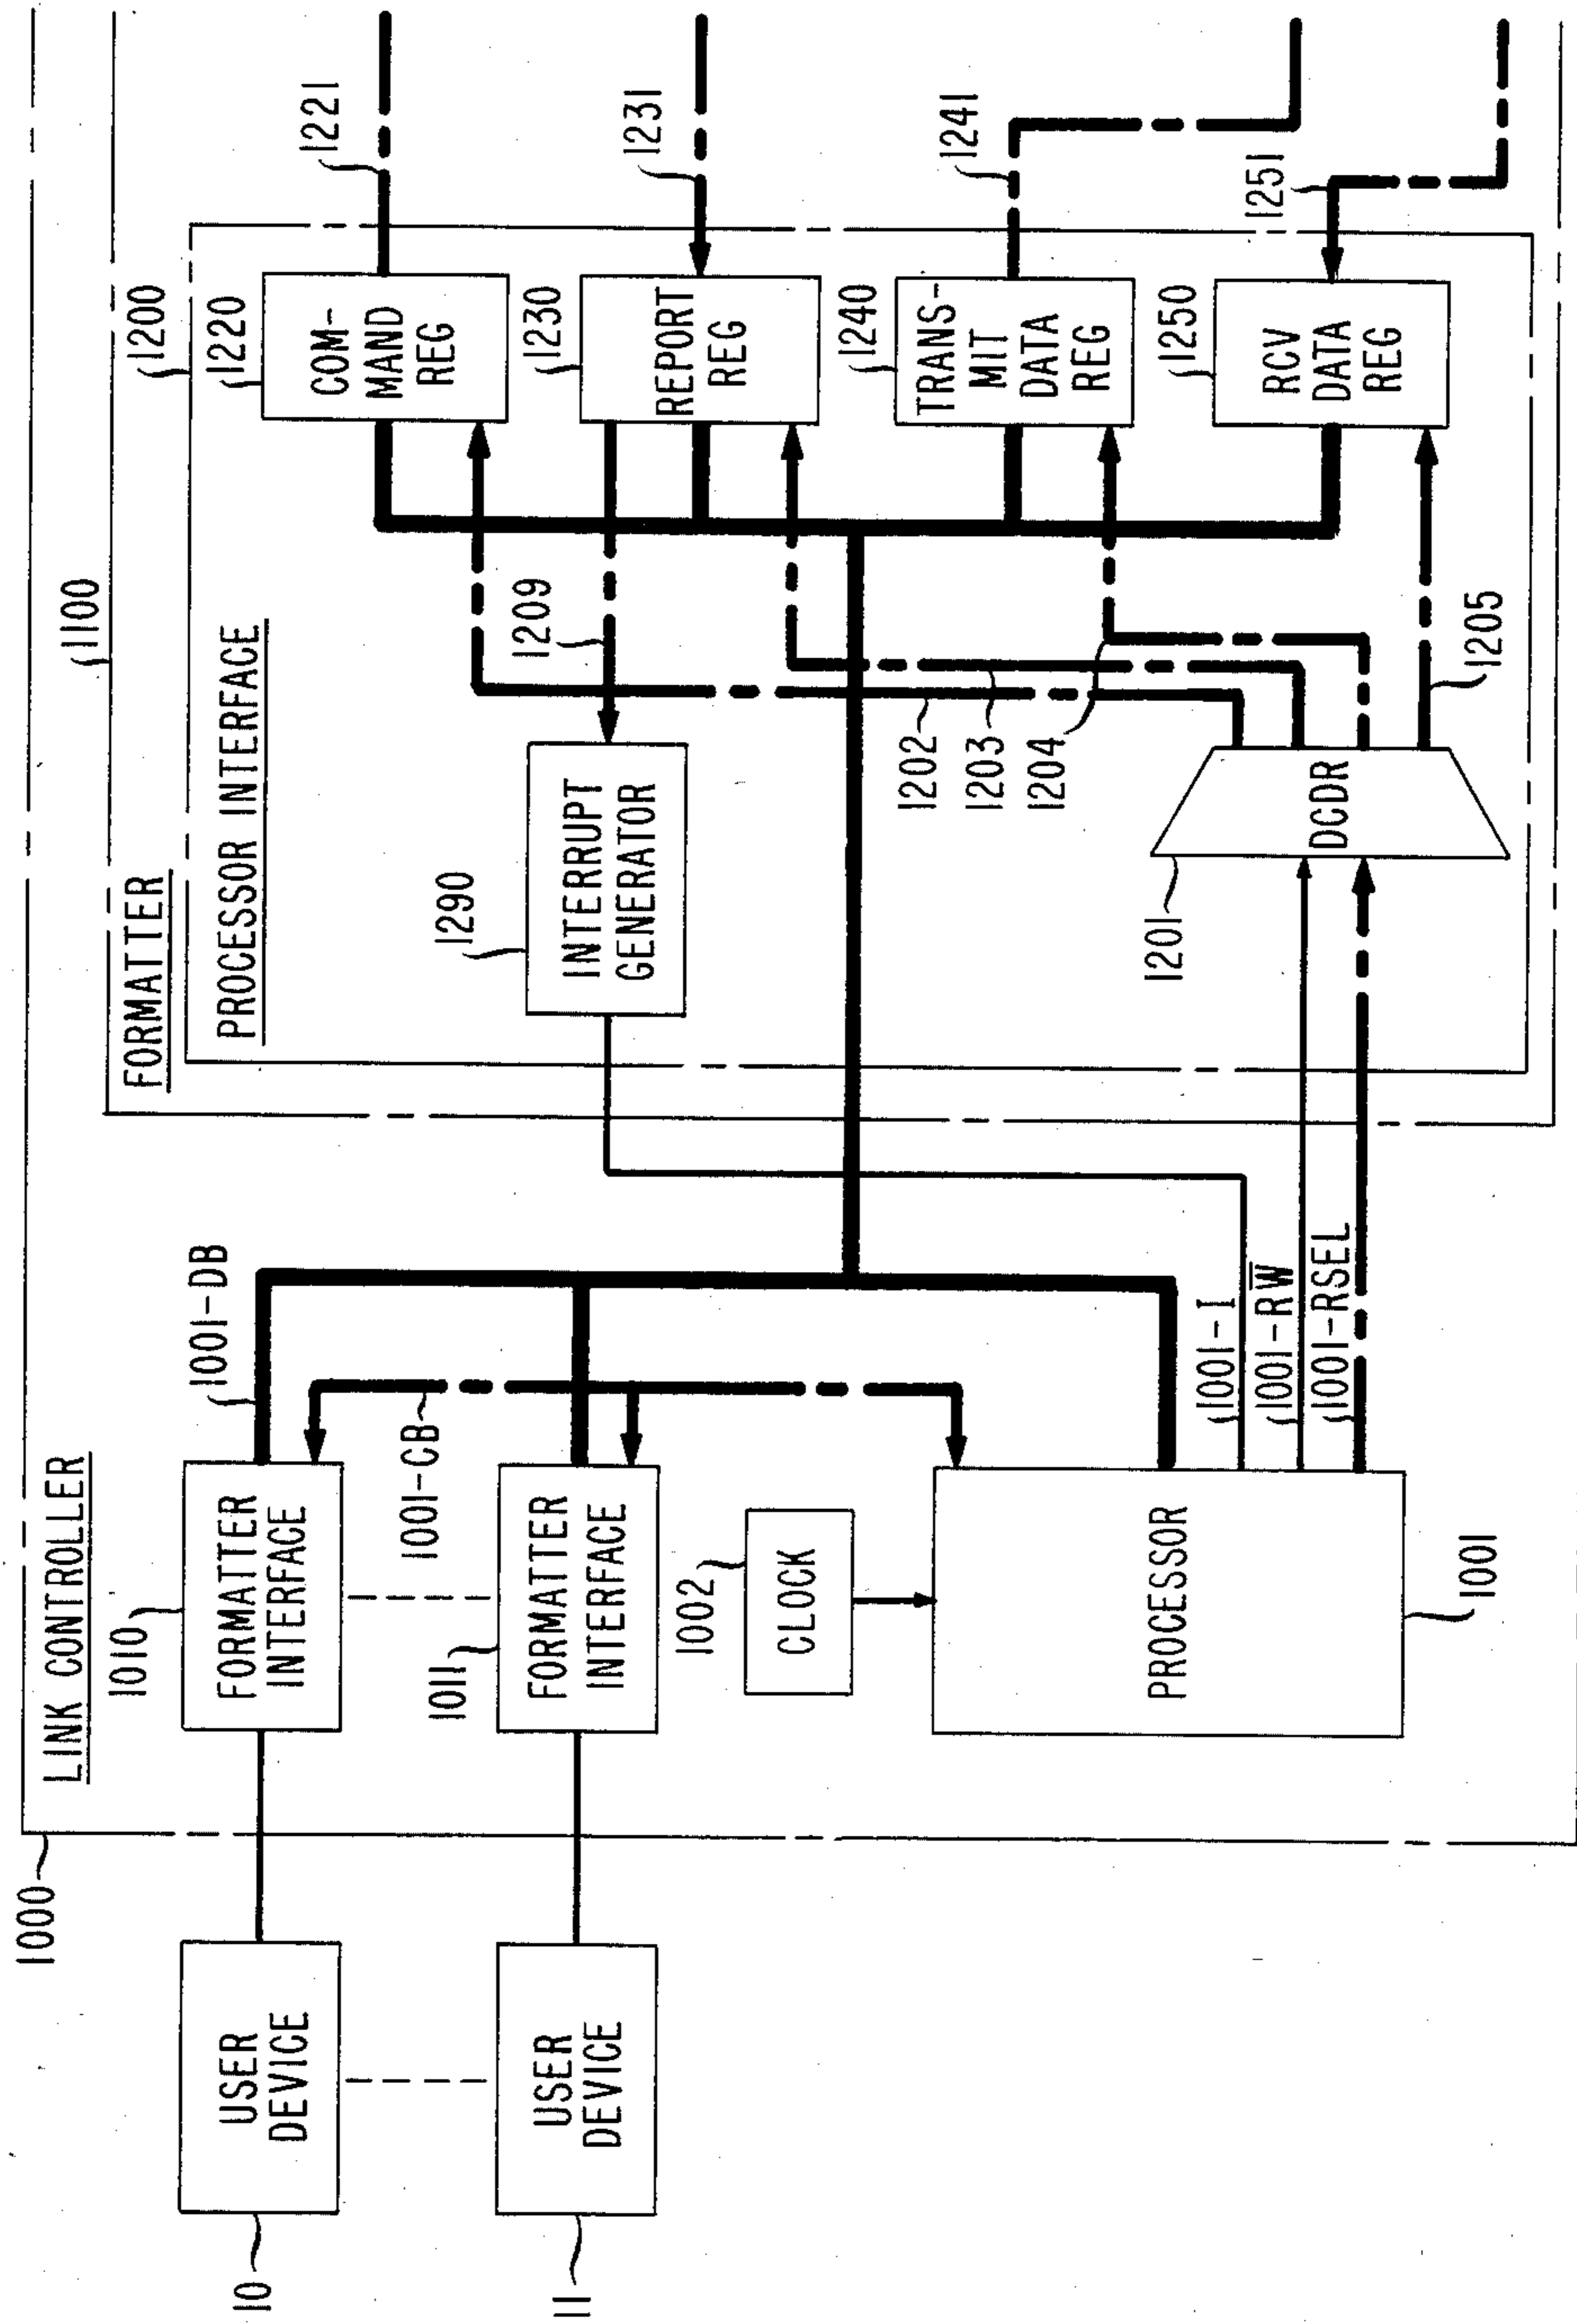 1000
LINK CONTROLLER
1100
FORMATTER
1200
PROCESSOR INTERFACE
10
USER
DEVICE
1010
FORMATTER
INTERFACE
1001-DB
1220
COM-
MAND
REG
1221
1001-CB
1290
INTERRUPT
GENERATOR
1209
1230
REPORT
REG
1231
11
USER
DEVICE
1011
FORMATTER
INTERFACE
1002
CLOCK
1202
1203
1204
1240
TRANS-
MIT
DATA
REG
1241
PROCESSOR
1001
1001-I
1001-RW̅
1001-RSEL
1201
DCDR
1205
1250
RCV
DATA
REG
1251